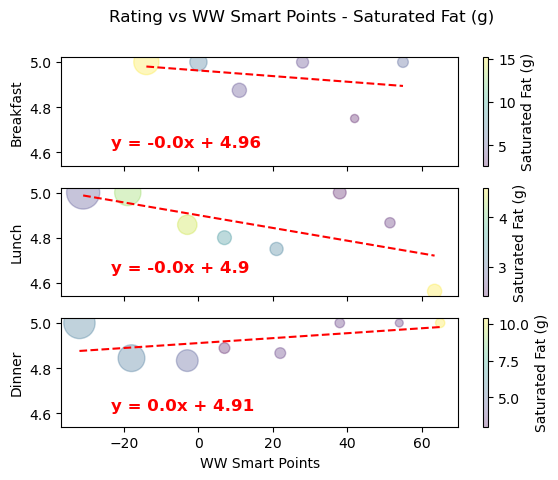 Rating vs WW Smart Points - Saturated Fat (g)
5.0
4.8
4.6
Breakfast
y = -0.0x + 4.96
15
10
5
Saturated Fat (g)
5.0
4.8
4.6
Lunch
y = -0.0x + 4.9
4
3
Saturated Fat (g)
5.0
4.8
4.6
Dinner
y = 0.0x + 4.91
10.0
7.5
5.0
Saturated Fat (g)
−20 0 20 40 60
WW Smart Points